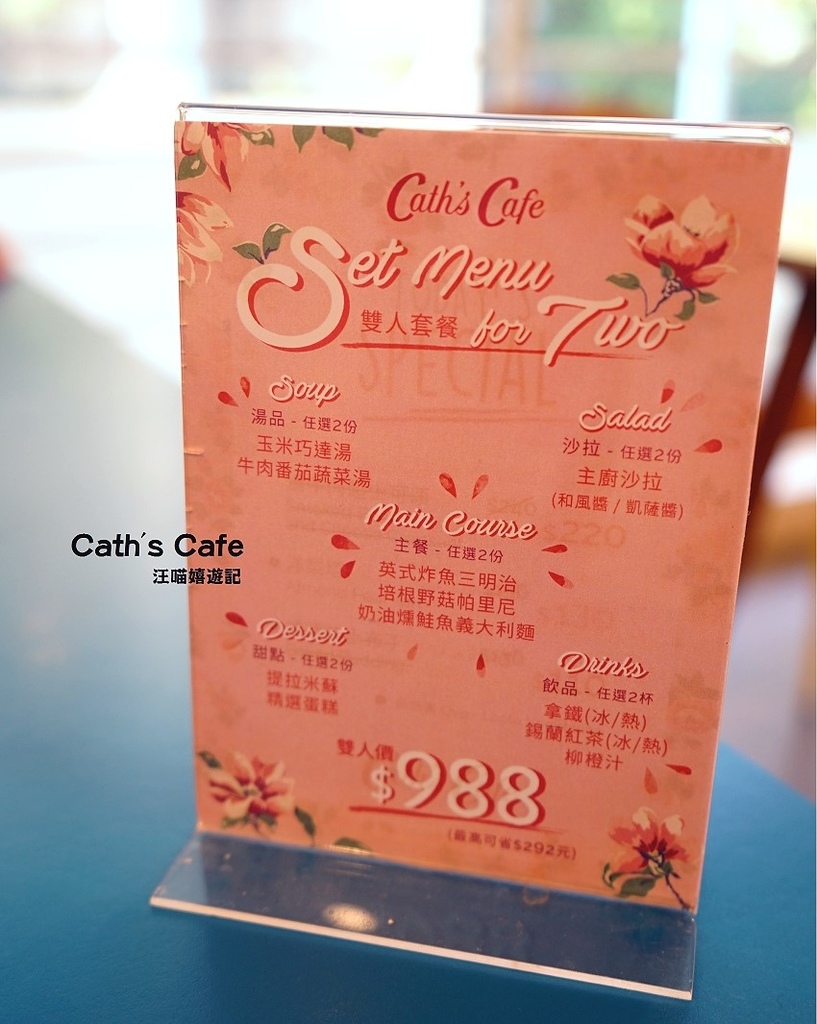 Cath's Cafe
Set Menu
雙人套餐 for Two
SPECIAL
Soup
湯品 - 任選2份
玉米巧達湯
牛肉番茄蔬菜湯
Salad
沙拉 - 任選2份
主廚沙拉
(和風醬 / 凱薩醬)
$220
Main Course
主餐 - 任選2份
英式炸魚三明治
培根野菇帕里尼
奶油燻鮭魚義大利麵
Cath's Cafe
汪喵嬉遊記
Dessert
甜點 - 任選2份
提拉米蘇
精選蛋糕
Drinks
飲品 - 任選2杯
拿鐵(冰/熱)
錫蘭紅茶(冰/熱)
柳橙汁
雙人價
$988
(最高可省$292元)